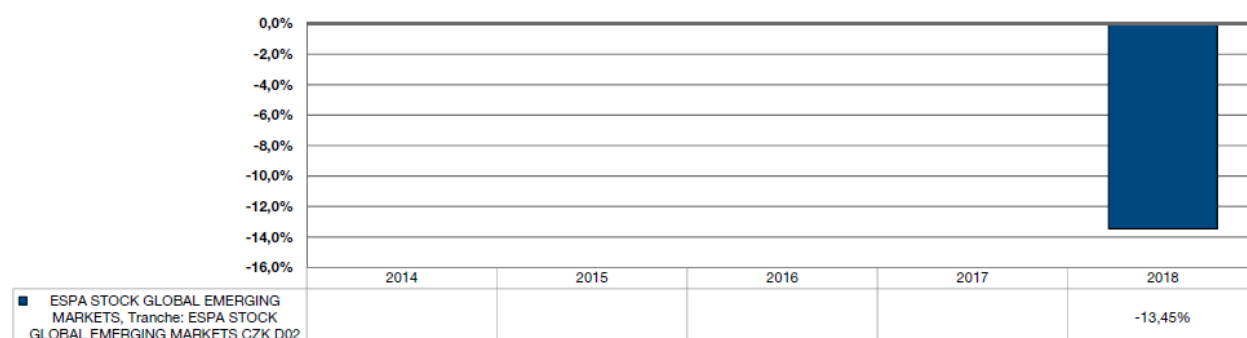 0,0%
-2,0%
-4,0%
-6,0%
-8,0%
-10,0%
-12,0%
-14,0%
-16,0%
2014 2015 2016 2017 2018
ESPA STOCK GLOBAL EMERGING
MARKETS, Tranche: ESPA STOCK
GLOBAL EMERGING MARKETS CZK D02
-13,45%